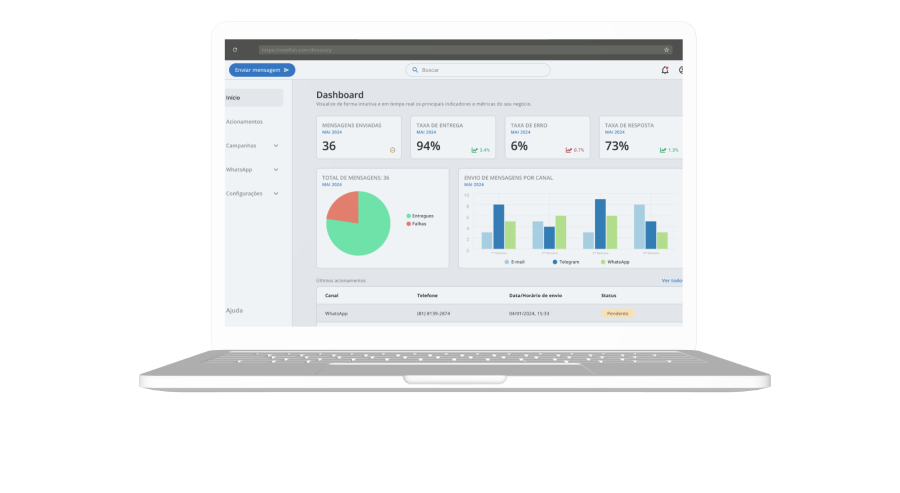 Enviar mensagem
Buscar
Início
Acionamentos
Campanhas
WhatsApp
Configurações
Ajuda
Dashboard
Visualize de forma intuitiva e em tempo real os principais indicadores e métricas do seu negócio.
MENSAGENS ENVIADAS
MAI 2024
36
TAXA DE ENTREGA
MAI 2024
94%
3.4%
TAXA DE ERRO
MAI 2024
6%
8.7%
TAXA DE RESPOSTA
MAI 2024
73%
1.3%
TOTAL DE MENSAGENS: 36
MAI 2024
Entregues
Falhas
ENVIO DE MENSAGENS POR CANAL
MAI 2024
10
8
6
4
2
0
E-mail
Telegram
WhatsApp
Últimos acionamentos
Ver todo
Canal Telefone Data/Horário de envio Status
WhatsApp (81) 8139-2874 04/01/2024, 15:33 Pendente